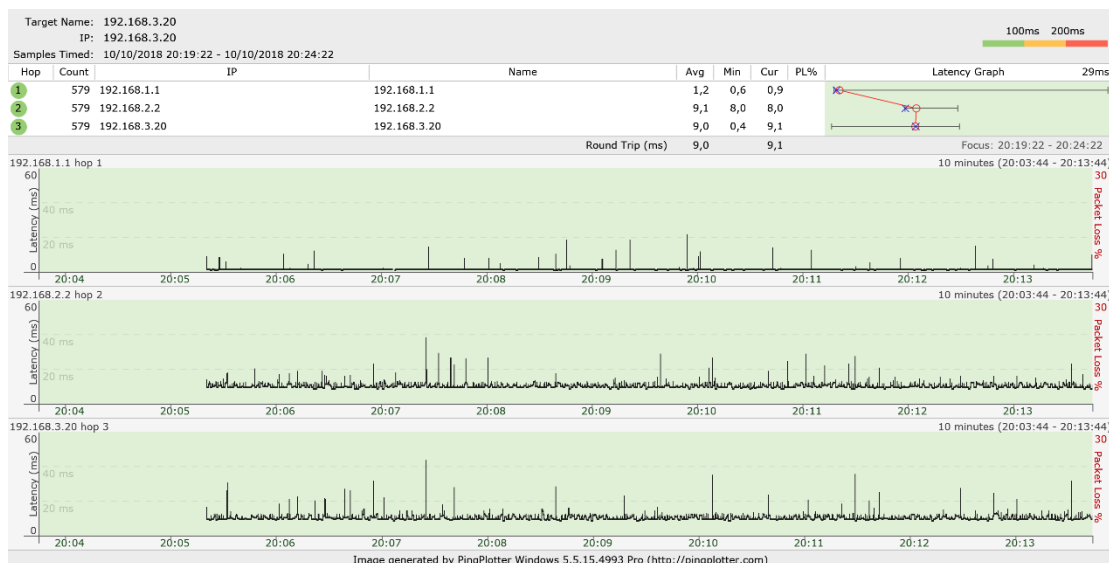 Target Name: 192.168.3.20
IP: 192.168.3.20
Samples Timed: 10/10/2018 20:19:22 - 10/10/2018 20:24:22
100ms 200ms
Hop Count IP Name Avg Min Cur PL% Latency Graph 29ms
1 579 192.168.1.1 192.168.1.1 1,2 0,6 0,9
2 579 192.168.2.2 192.168.2.2 9,1 8,0 8,0
3 579 192.168.3.20 192.168.3.20 9,0 0,4 9,1
Round Trip (ms) 9,0 9,1 Focus: 20:19:22 - 20:24:22
192.168.1.1 hop 1 10 minutes (20:03:44 - 20:13:44)
60 30
Latency (ms)
Packet Loss %
40 ms
20 ms
0
20:04 20:05 20:06 20:07 20:08 20:09 20:10 20:11 20:12 20:13
192.168.2.2 hop 2 10 minutes (20:03:44 - 20:13:44)
60 30
Latency (ms)
Packet Loss %
40 ms
20 ms
0
20:04 20:05 20:06 20:07 20:08 20:09 20:10 20:11 20:12 20:13
192.168.3.20 hop 3 10 minutes (20:03:44 - 20:13:44)
60 30
Latency (ms)
Packet Loss %
40 ms
20 ms
0
20:04 20:05 20:06 20:07 20:08 20:09 20:10 20:11 20:12 20:13
Image generated by PingPlotter Windows 5.5.15.4993 Pro (http://pingplotter.com)